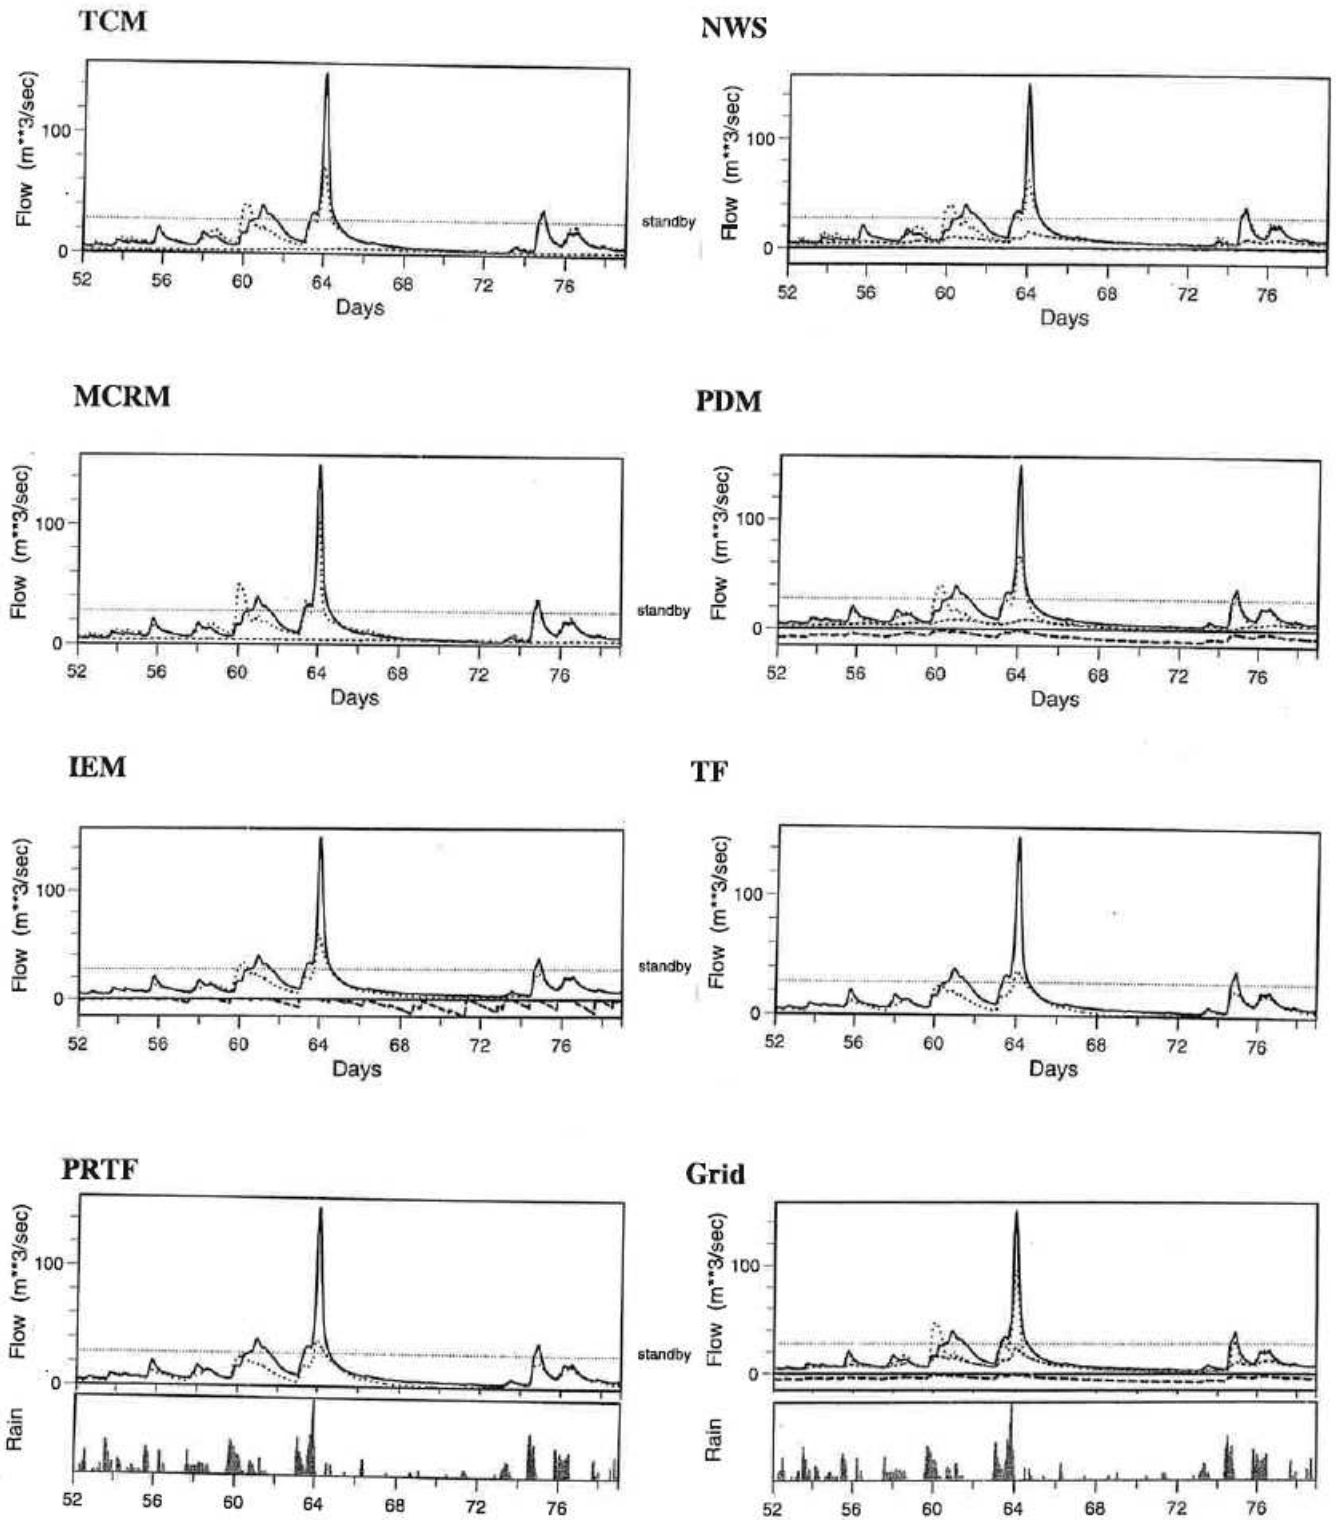 TCM
Flow (m**3/sec)
100
0
52 56 60 64 68 72 76
Days
standby
NWS
Flow (m**3/sec)
100
0
52 56 60 64 68 72 76
Days
MCRM
Flow (m**3/sec)
100
0
52 56 60 64 68 72 76
Days
standby
PDM
Flow (m**3/sec)
100
0
52 56 60 64 68 72 76
Days
IEM
Flow (m**3/sec)
100
0
52 56 60 64 68 72 76
Days
standby
TF
Flow (m**3/sec)
100
0
52 56 60 64 68 72 76
Days
PRTF
Flow (m**3/sec)
100
0
standby
Rain
52 56 60 64 68 72 76
Grid
Flow (m**3/sec)
100
0
Rain
52 56 60 64 68 72 76